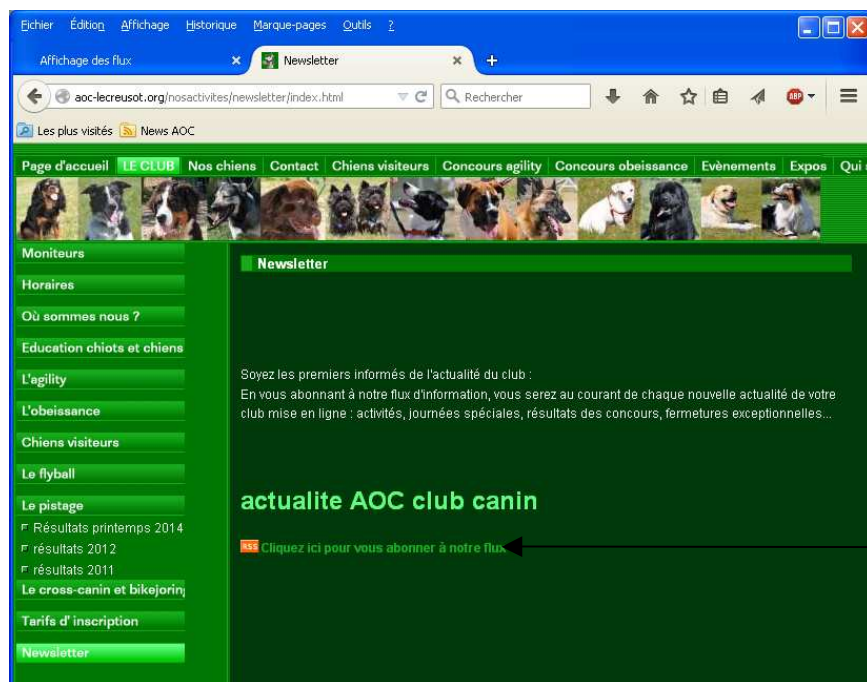 Fichier Édition Affichage Historique Marque-pages Outils ?
Affichage des flux Newsletter
aoc-lecreusot.org/nosactivites/newsletter/index.html Rechercher ABP
Les plus visités News AOC
Page d'accueil LE CLUB Nos chiens Contact Chiens visiteurs Concours agility Concours obeissance Evènements Expos Qui
Moniteurs
Newsletter
Horaires
Où sommes nous ?
Education chiots et chiens
L'agility
L'obeissance
Chiens visiteurs
Le flyball
Le pistage
Résultats printemps 2014
résultats 2012
résultats 2011
Le cross-canin et bikejoring
Tarifs d'inscription
Newsletter
Soyez les premiers informés de l'actualité du club :
En vous abonnant à notre flux d'information, vous serez au courant de chaque nouvelle actualité de votre
club mise en ligne : activités, journées spéciales, résultats des concours, fermetures exceptionnelles...
actualite AOC club canin
RSS Cliquez ici pour vous abonner à notre flux